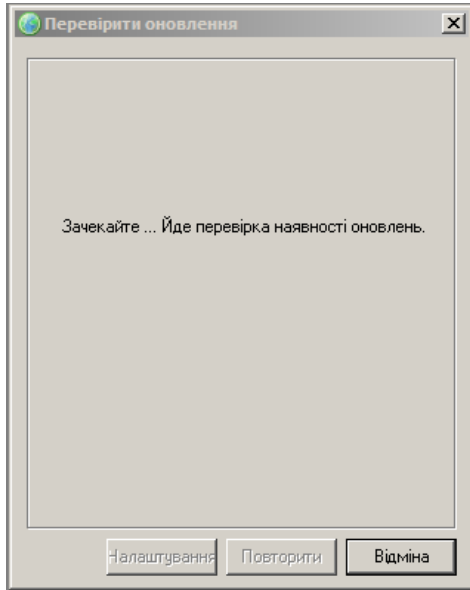 Перевірити оновлення
Зачекайте ... Йде перевірка наявності оновлень.
Налаштування Повторити Відміна